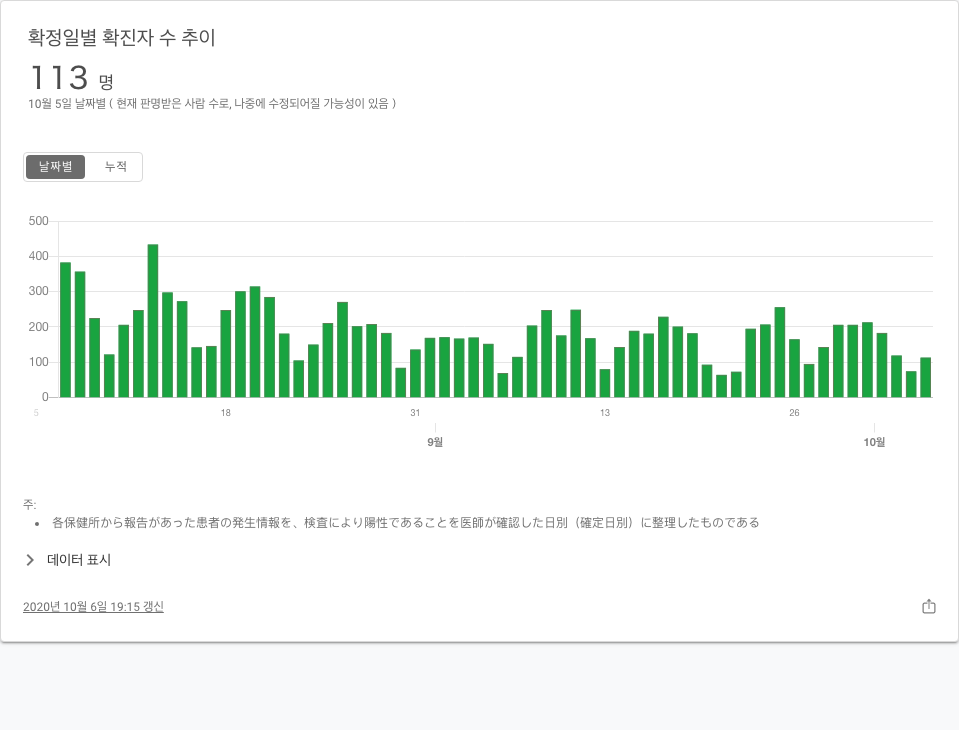 확정일별 확진자 수 추이
113 명
10월 5일 날짜별 ( 현재 판명받은 사람 수로, 나중에 수정되어질 가능성이 있음 )
날짜별 누적
500
400
300
200
100
0
5 18 31 13 26
9월 10월
주:
• 各保健所から報告があった患者の発生情報を、検査により陽性であることを医師が確認した日別（確定日別）に整理したものである
데이터 표시
2020년 10월 6일 19:15 갱신